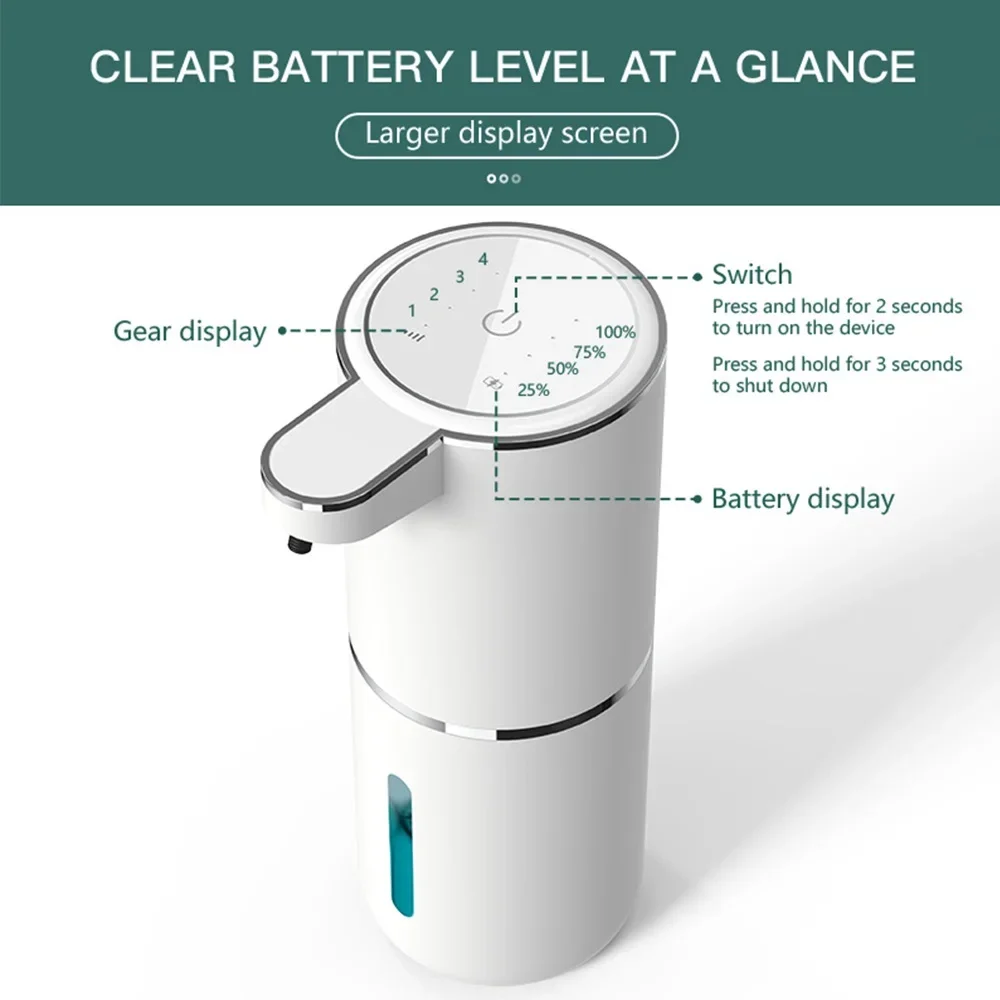 CLEAR BATTERY LEVEL AT A GLANCE
Larger display screen
4
3
2
1
Gear display
Switch
Press and hold for 2 seconds
to turn on the device
Press and hold for 3 seconds
to shut down
100%
75%
50%
25%
Battery display